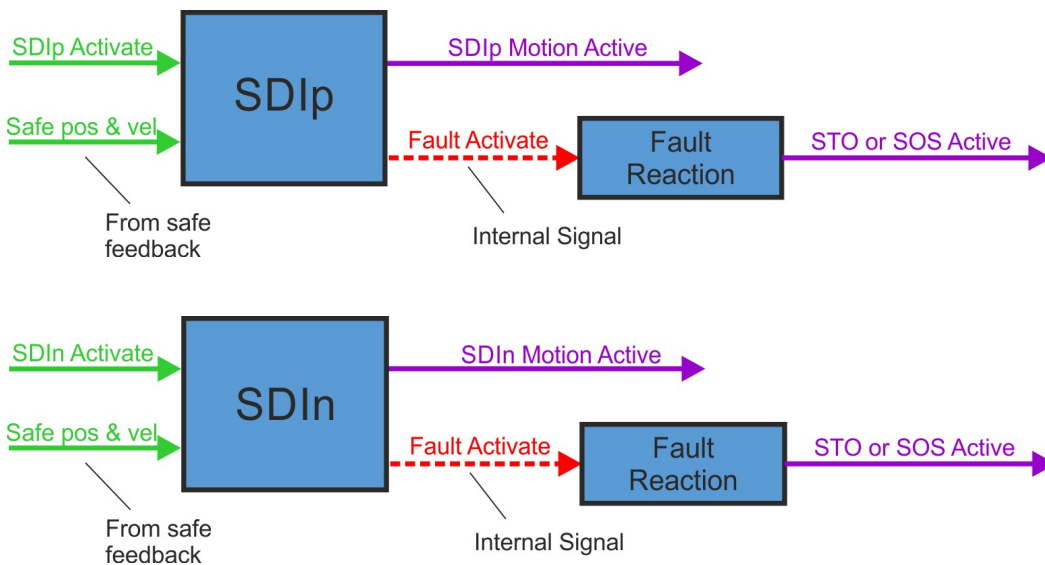 SDIp Activate
SDIp Motion Active
SDIp
Safe pos & vel
Fault Activate
Fault
Reaction
STO or SOS Active
From safe
feedback
Internal Signal
SDIn Activate
SDIn Motion Active
SDIn
Safe pos & vel
Fault Activate
Fault
Reaction
STO or SOS Active
From safe
feedback
Internal Signal